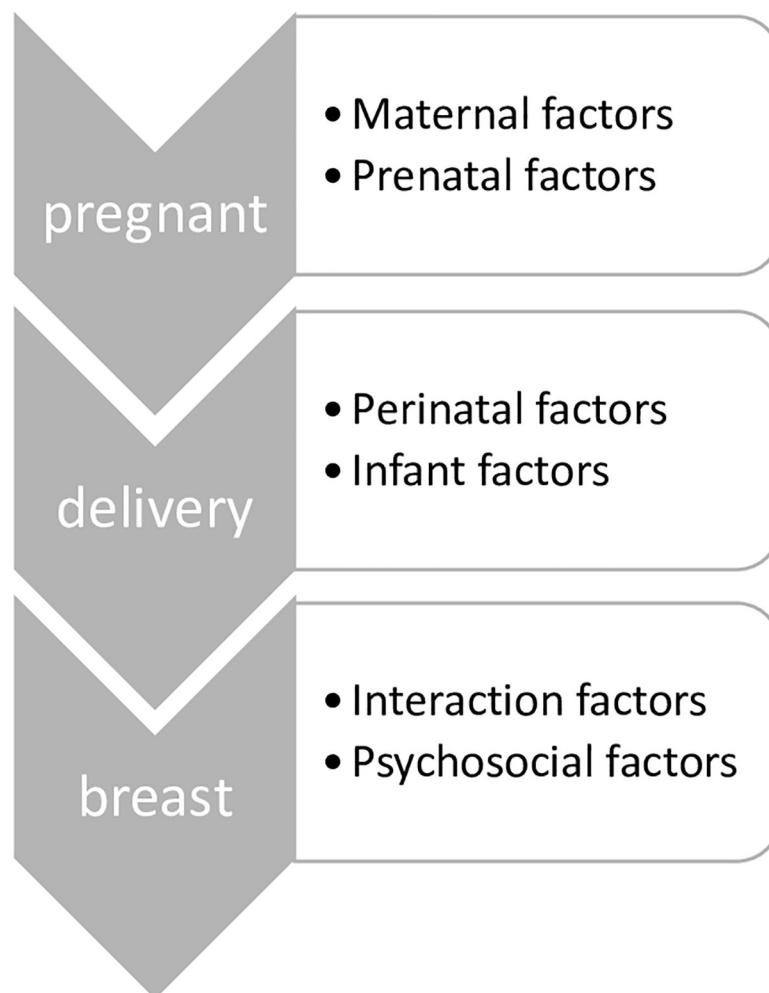 pregnant
• Maternal factors
• Prenatal factors
delivery
• Perinatal factors
• Infant factors
breast
• Interaction factors
• Psychosocial factors